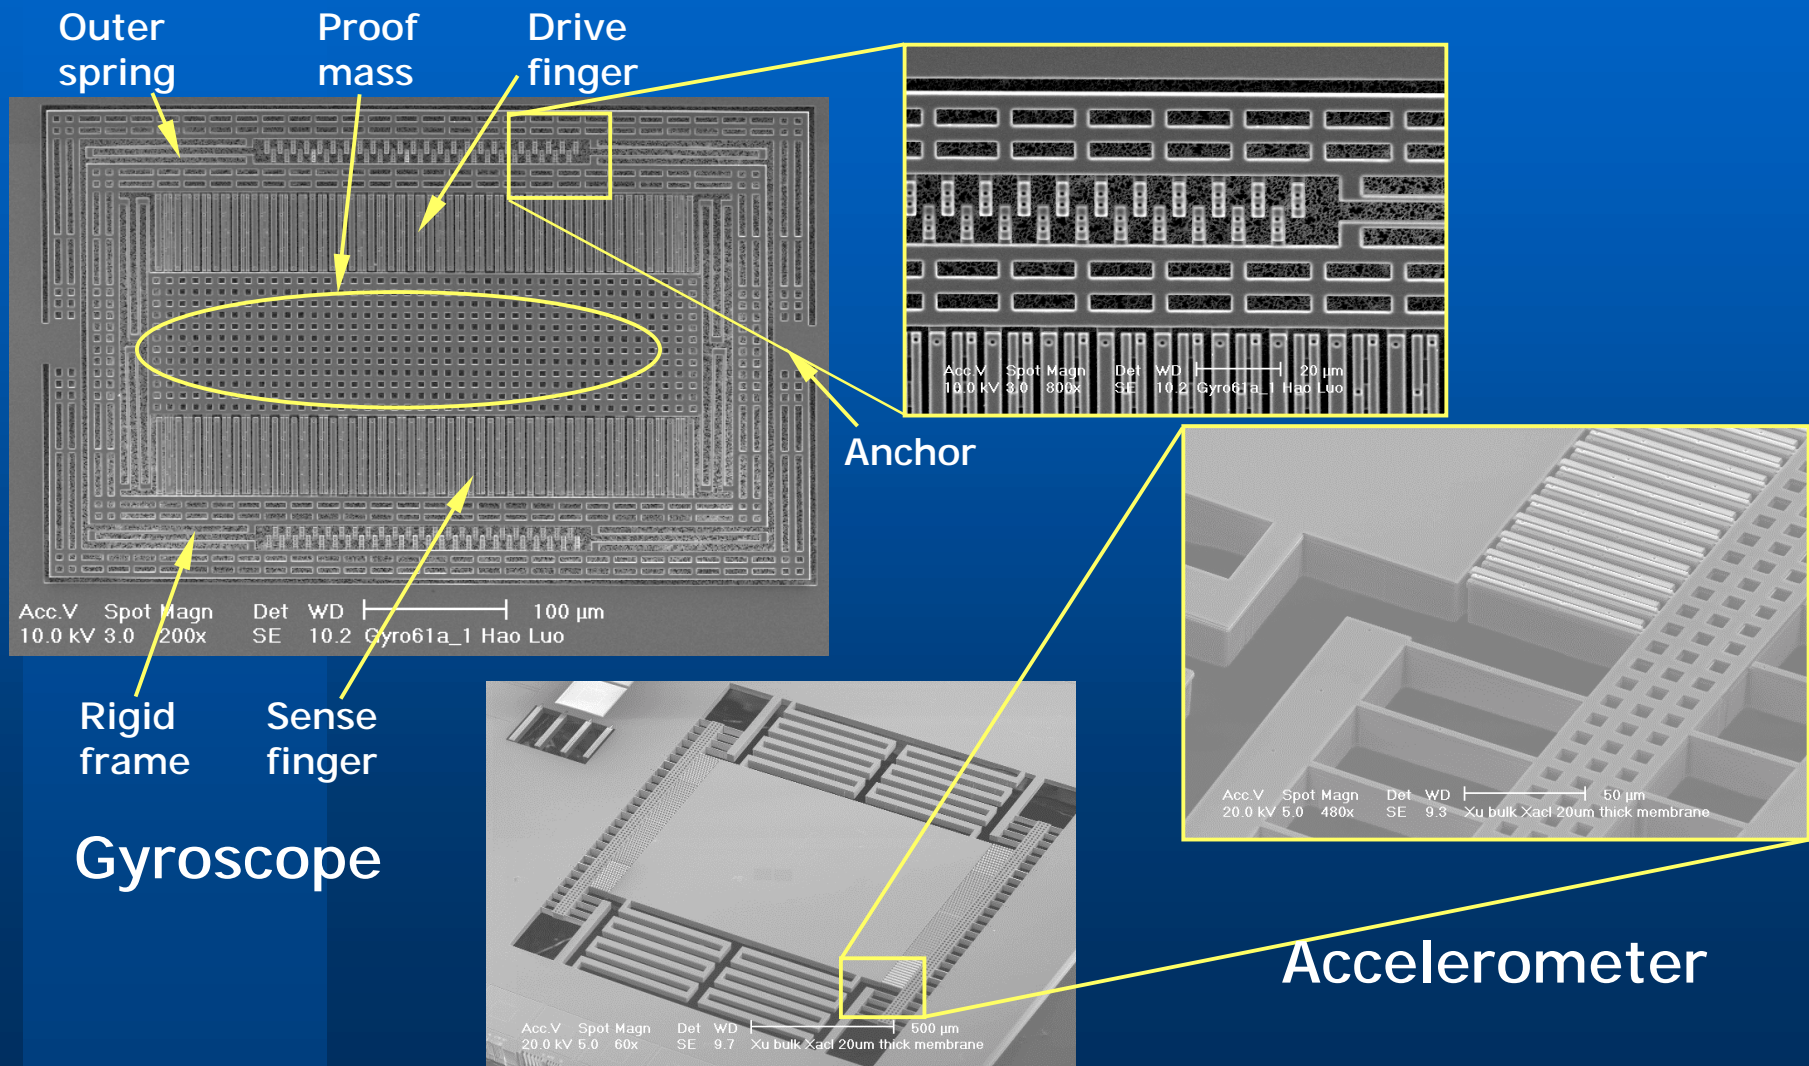 Outer
spring
Proof
mass
Drive
finger
Acc.V Spot Magn Det WD 20 µm
10.0 kV 3.0 800x SE 10.2 Gyro61a_1 Hao Luo
Anchor
Acc.V Spot Magn Det WD 100 µm
10.0 kV 3.0 200x SE 10.2 Gyro61a_1 Hao Luo
Rigid
frame
Sense
finger
Gyroscope
Acc.V Spot Magn Det WD 50 µm
20.0 kV 5.0 480x SE 9.3 Xu bulk Xacl 20um thick membrane
Accelerometer
Acc.V Spot Magn Det WD 500 µm
20.0 kV 5.0 60x SE 9.7 Xu bulk Xacl 20um thick membrane